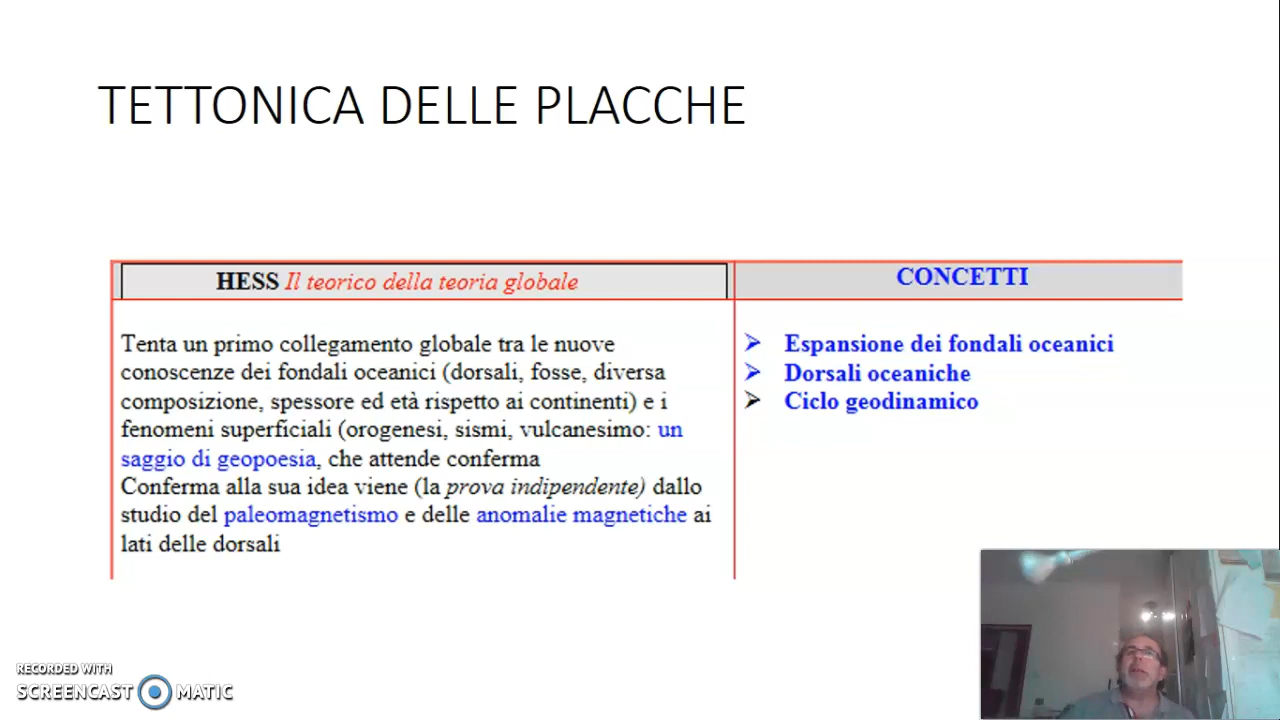 TETTONICA DELLE PLACCHE
HESS Il teorico della teoria globale
Tenta un primo collegamento globale tra le nuove
conoscenze dei fondali oceanici (dorsali, fosse, diversa
composizione, spessore ed età rispetto ai continenti) e i
fenomeni superficiali (orogenesi, sismi, vulcanesimo: un
saggio di geopoesia, che attende conferma
Conferma alla sua idea viene (la prova indipendente) dallo
studio del paleomagnetismo e delle anomalie magnetiche ai
lati delle dorsali
CONCETTI
➢ Espansione dei fondali oceanici
➢ Dorsali oceaniche
➢ Ciclo geodinamico
RECORDED WITH
SCREENCAST MATIC